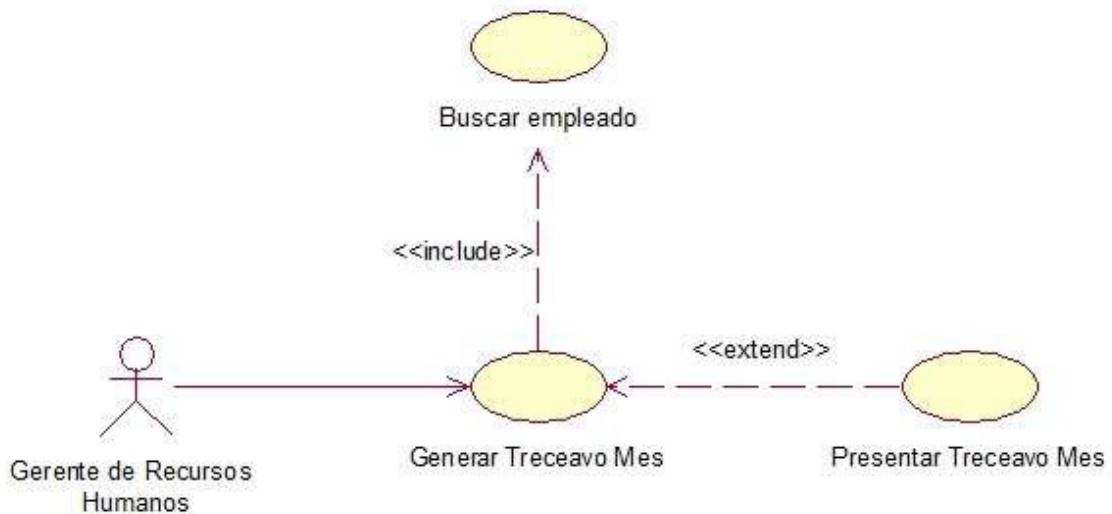 Buscar empleado
<<include>>
<<extend>>
Gerente de Recursos
Humanos
Generar Treceavo Mes
Presentar Treceavo Mes